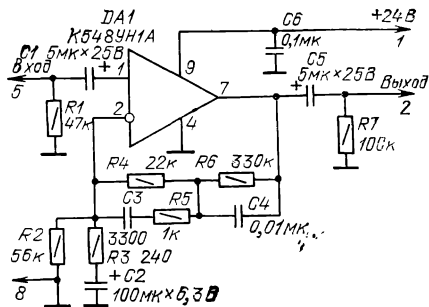 DA1
К548УН1А
C6
+24В
0,1мк
1
C1
5мк×25В
Вход
+
1
9
7
C5
5мк×25В
+
Выход
5
2
2
4
R1
47к
R7
100к
R4
22к
R6
330к
C3
R5
C4
3300
1к
0,01мк
R2
56к
R3 240
+ C2
8
100мк×6,3В